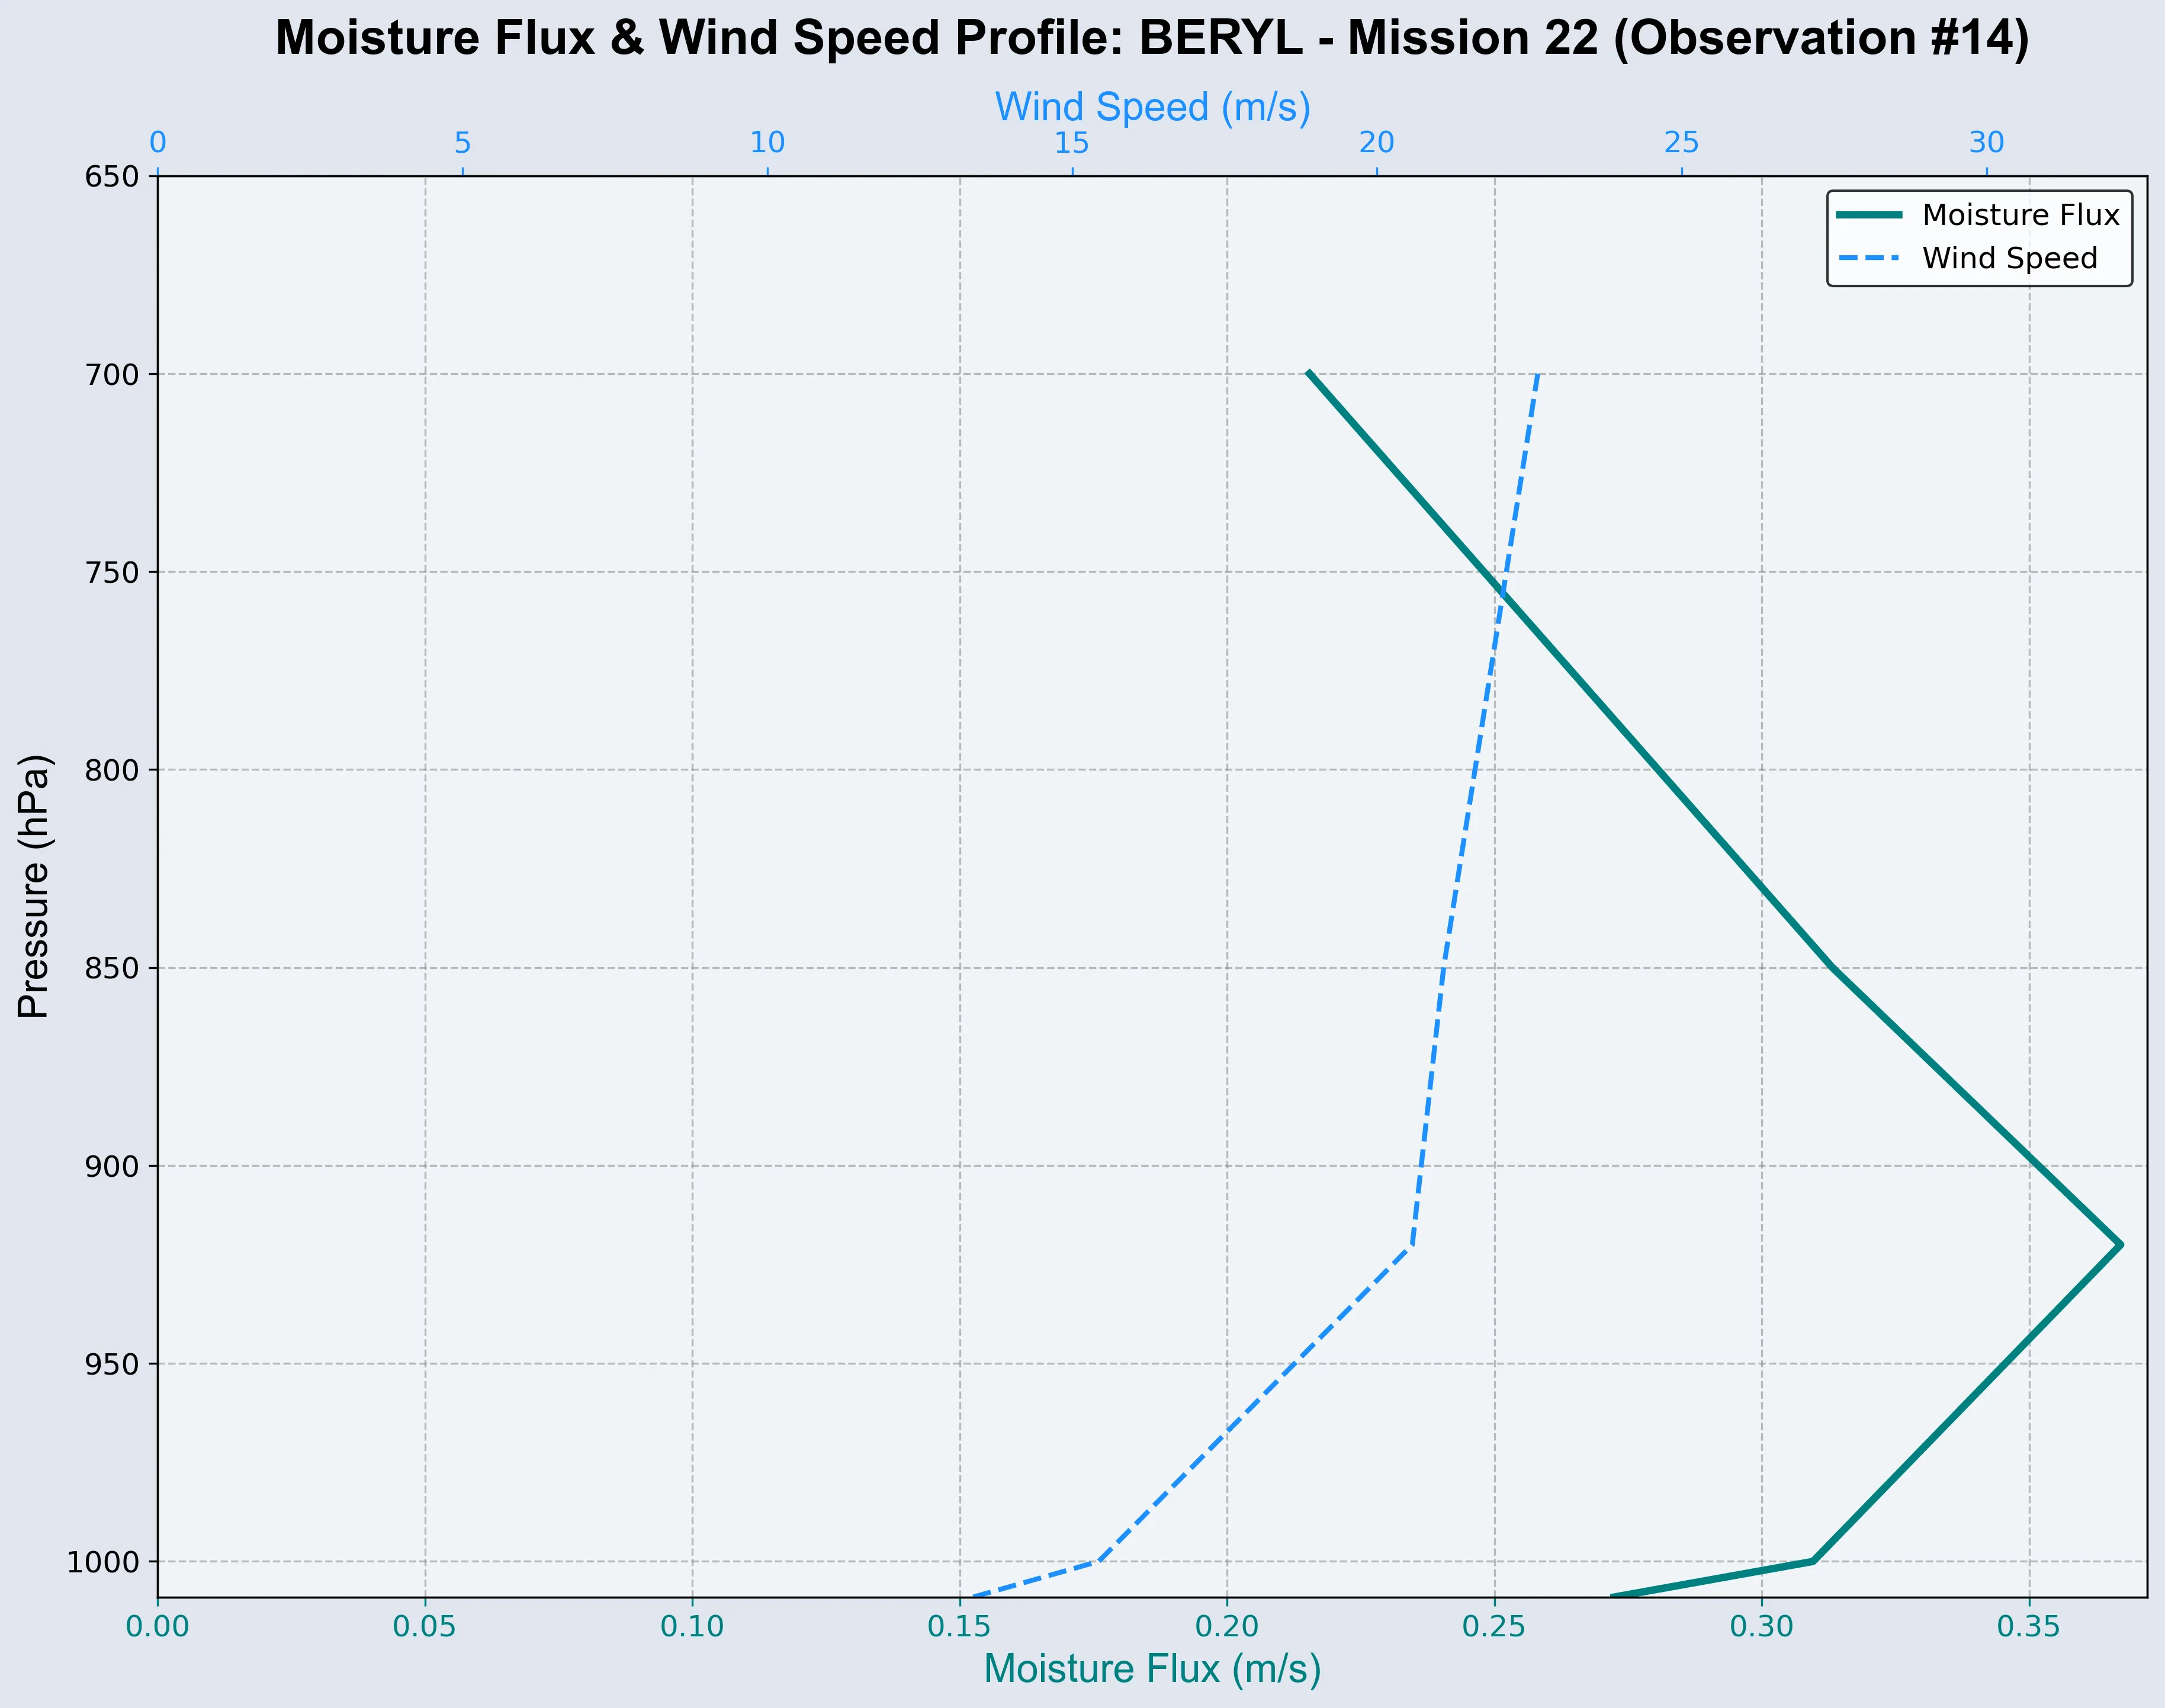 Moisture Flux & Wind Speed Profile: BERYL - Mission 22 (Observation #14)
Wind Speed (m/s)
0 5 10 15 20 25 30
Moisture Flux
Wind Speed
650
700
750
800
850
900
950
1000
Pressure (hPa)
0.00 0.05 0.10 0.15 0.20 0.25 0.30 0.35
Moisture Flux (m/s)